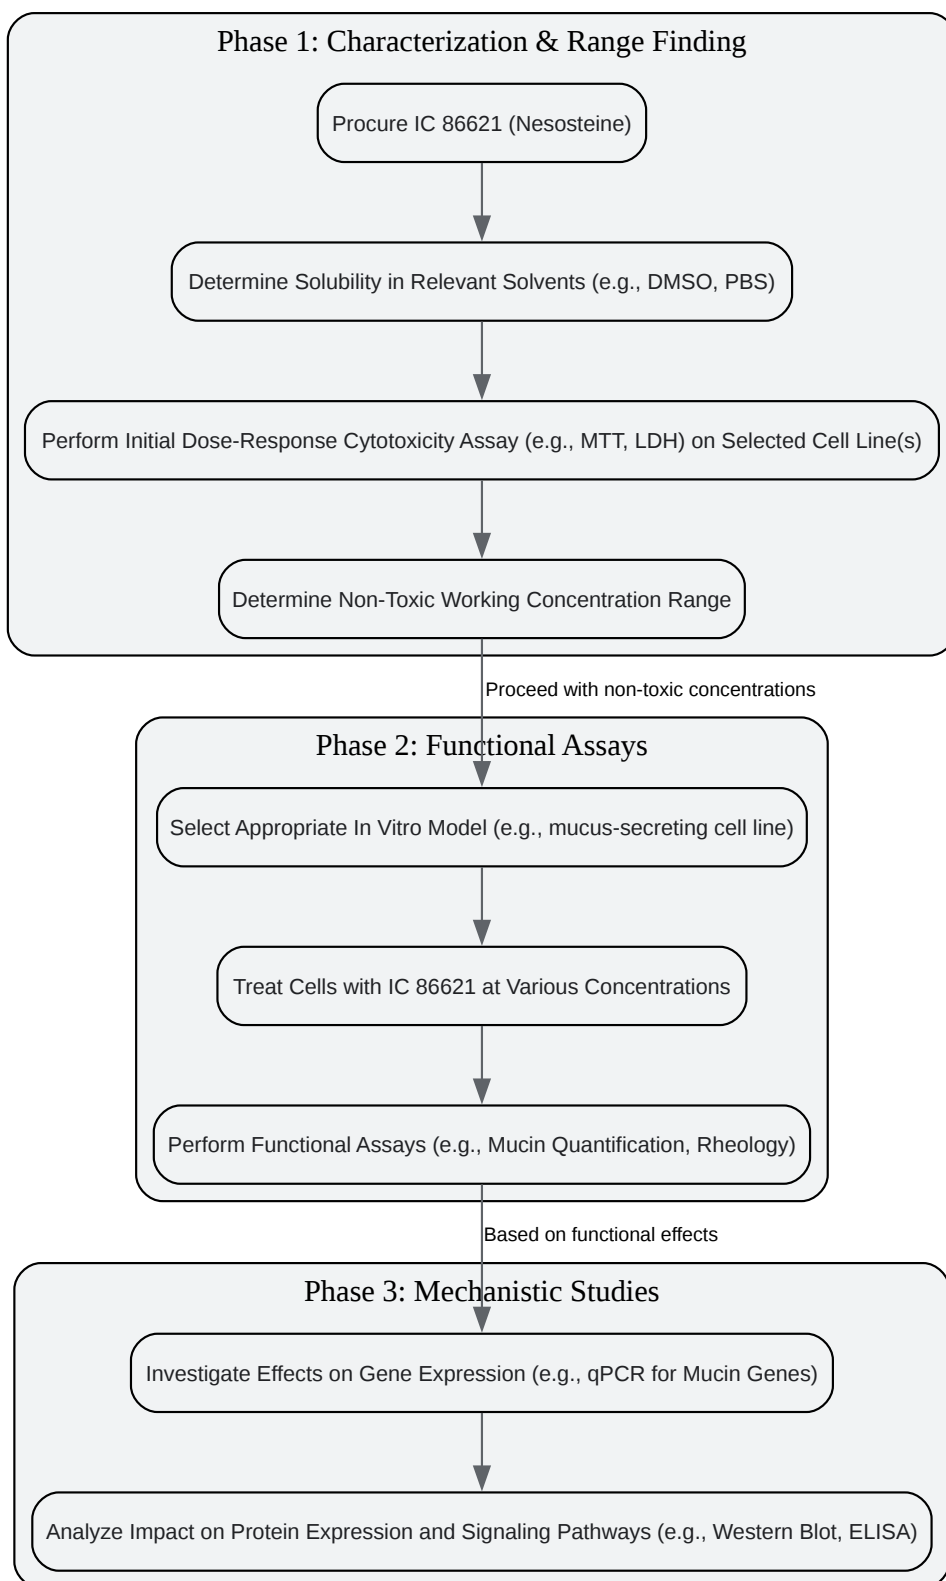 Phase 1: Characterization & Range Finding
Procure IC 86621 (Nesosteine)
Determine Solubility in Relevant Solvents (e.g., DMSO, PBS)
Perform Initial Dose-Response Cytotoxicity Assay (e.g., MTT, LDH) on Selected Cell Line(s)
Determine Non-Toxic Working Concentration Range
Proceed with non-toxic concentrations
Phase 2: Functional Assays
Select Appropriate In Vitro Model (e.g., mucus-secreting cell line)
Treat Cells with IC 86621 at Various Concentrations
Perform Functional Assays (e.g., Mucin Quantification, Rheology)
Based on functional effects
Phase 3: Mechanistic Studies
Investigate Effects on Gene Expression (e.g., qPCR for Mucin Genes)
Analyze Impact on Protein Expression and Signaling Pathways (e.g., Western Blot, ELISA)